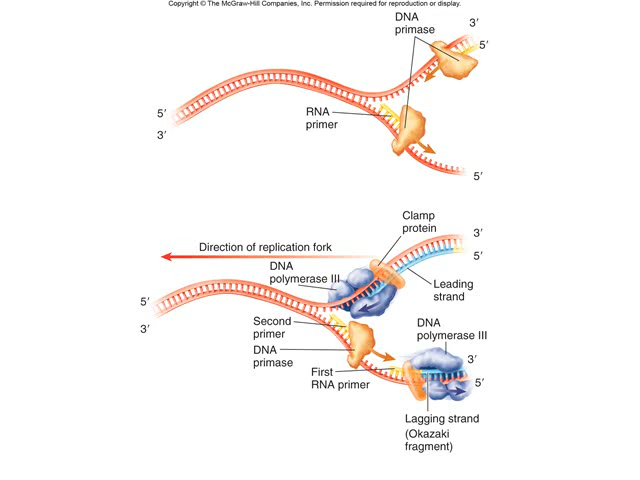 Copyright © The McGraw-Hill Companies, Inc. Permission required for reproduction or display.
DNA
primase
3′
5′
RNA
primer
5′
3′
5′
Clamp
protein
3′
Direction of replication fork
5′
DNA
polymerase III
Leading
strand
5′
3′
Second
primer
DNA
polymerase III
DNA
primase
3′
First
RNA primer
5′
Lagging strand
(Okazaki
fragment)